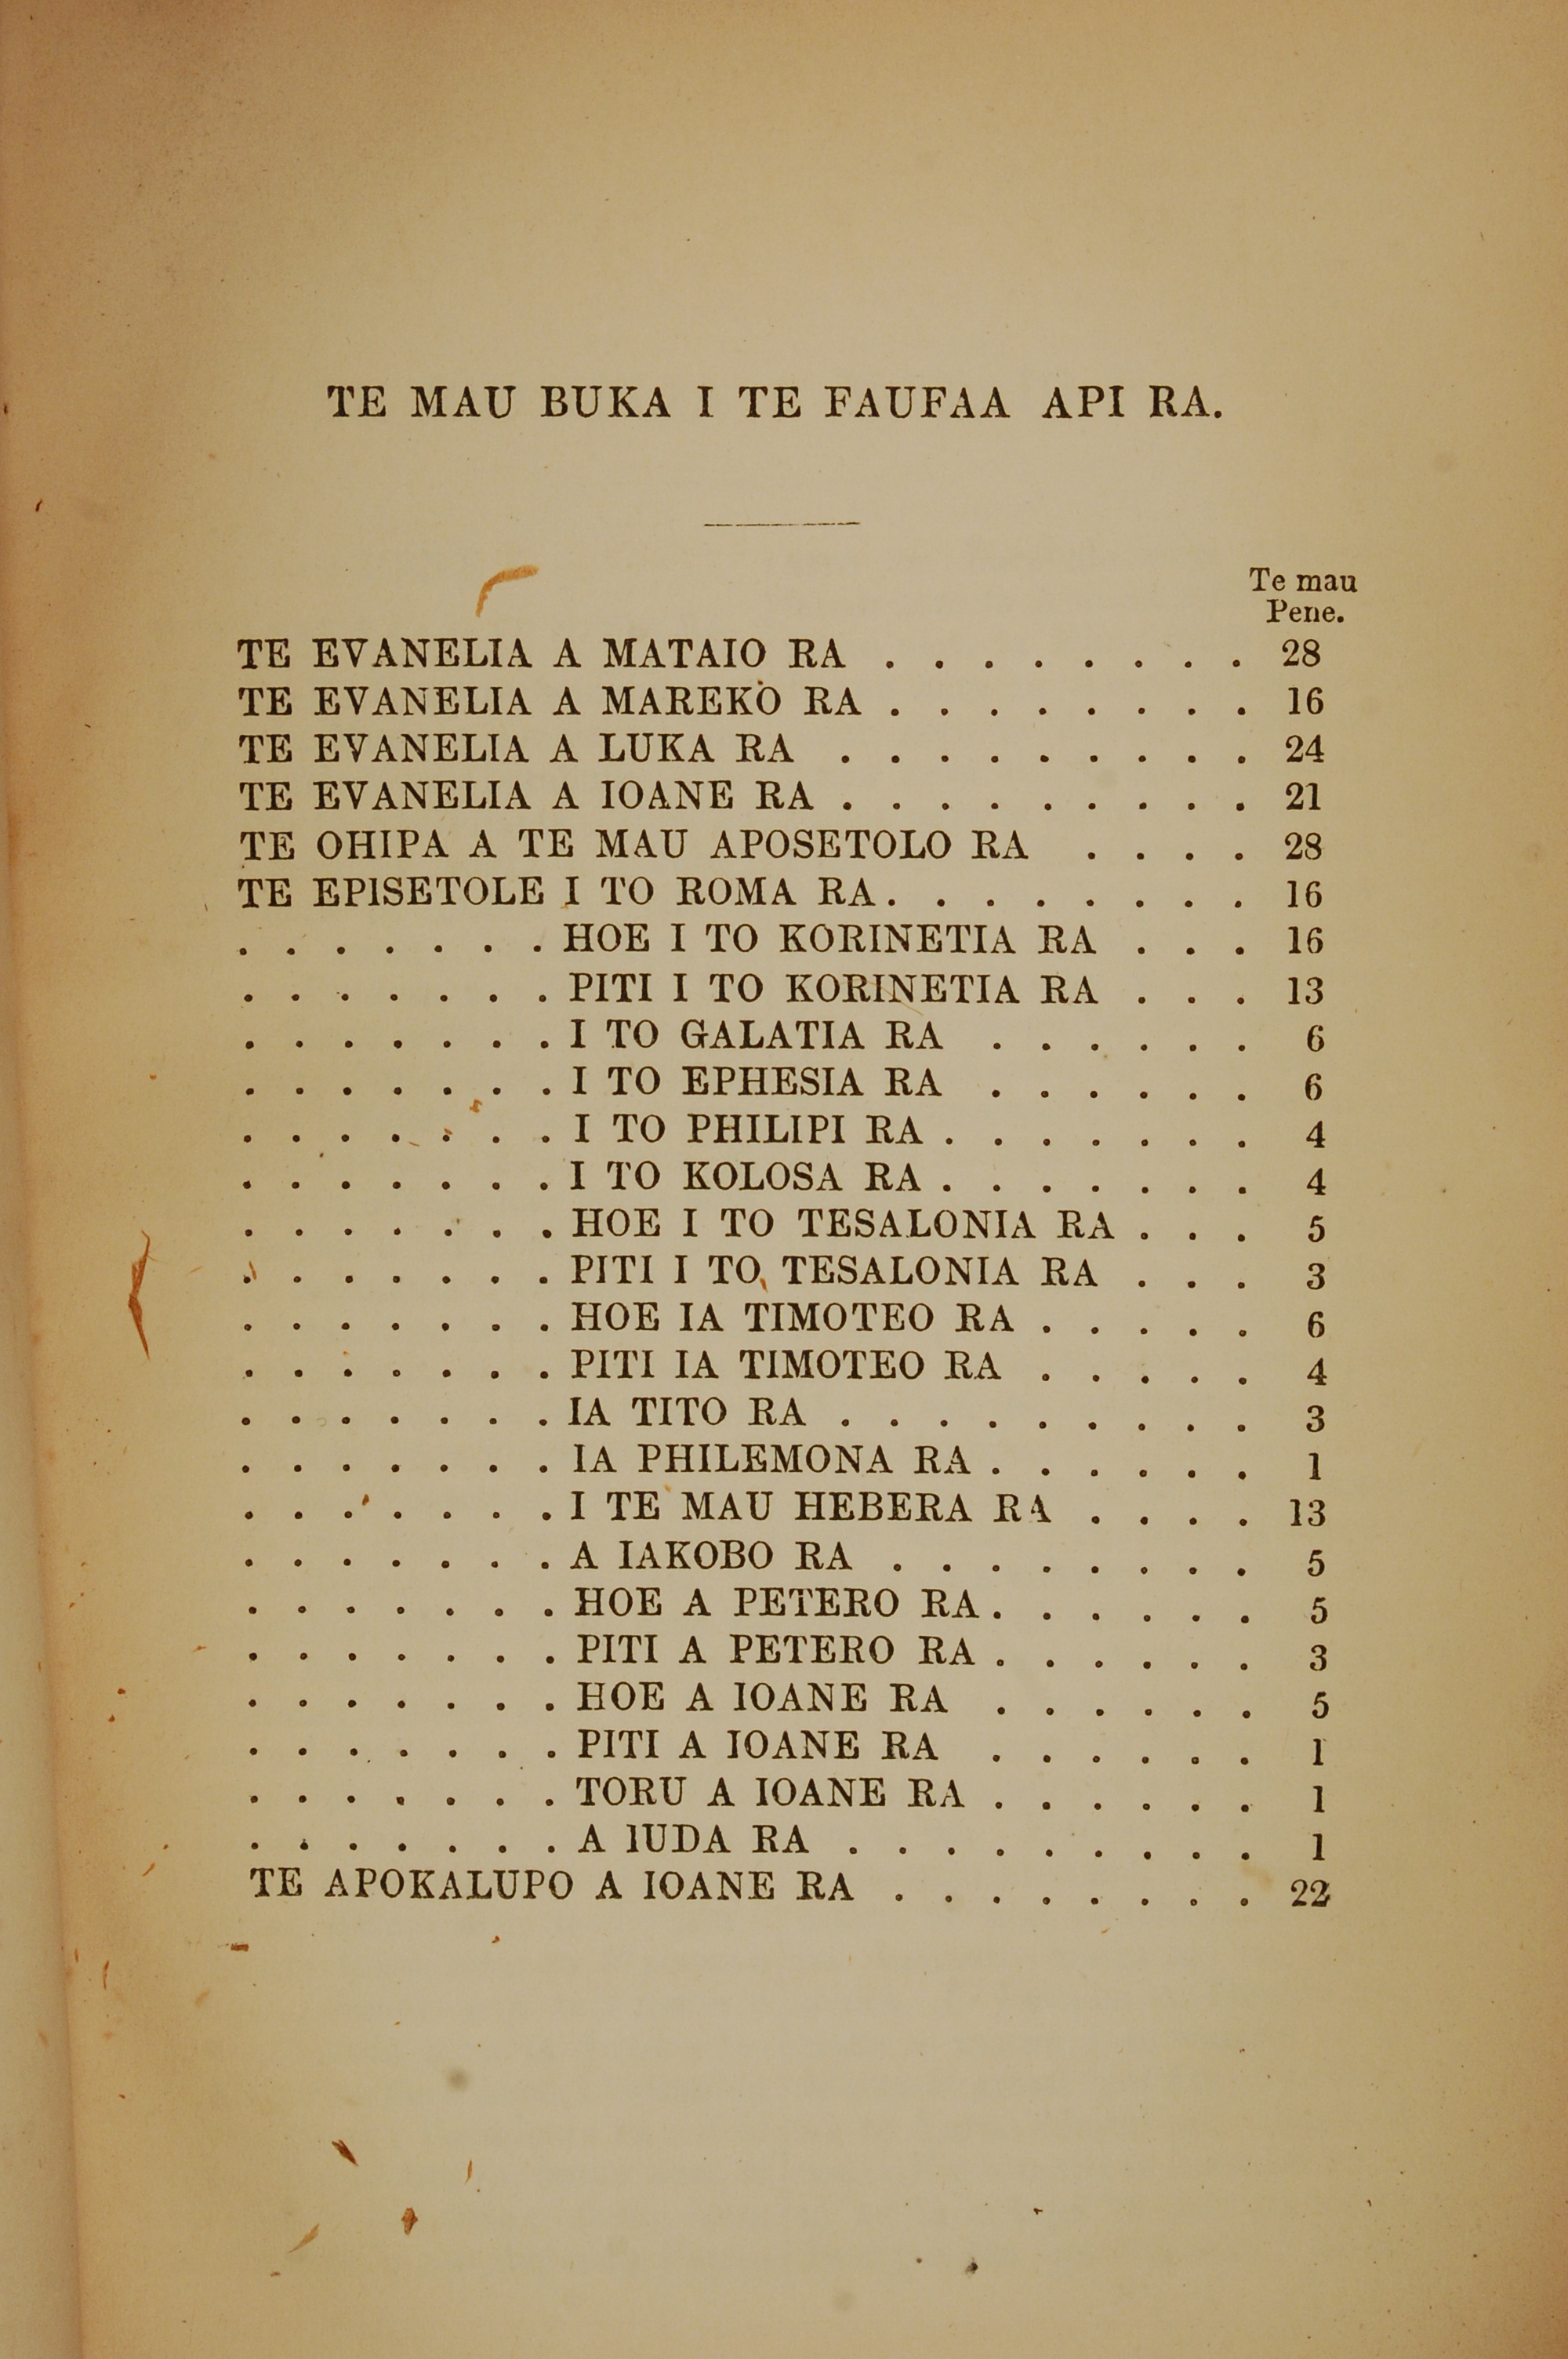 TE MAU BUKA I TE FAUFAA API RA.
Te mau
Pene.
TE EVANELIA A MATAIO RA . . . . . . . . 28
TE EVANELIA A MAREKO RA . . . . . . . . 16
TE EVANELIA A LUKA RA . . . . . . . . . 24
TE EVANELIA A IOANE RA . . . . . . . . . 21
TE OHIPA A TE MAU APOSETOLO RA . . . . 28
TE EPISETOLE I TO ROMA RA . . . . . . . . 16
. . . . . . . HOE I TO KORINETIA RA . . . 16
. . . . . . . PITI I TO KORINETIA RA . . . 13
. . . . . . . I TO GALATIA RA . . . . . . 6
. . . . . . . I TO EPHESIA RA . . . . . . 6
. . . . . . . I TO PHILIPI RA . . . . . . . 4
. . . . . . . I TO KOLOSA RA . . . . . . . 4
. . . . . . . HOE I TO TESALONIA RA . . . 5
. . . . . . . PITI I TO TESALONIA RA . . . 3
. . . . . . . HOE IA TIMOTEO RA . . . . . 6
. . . . . . . PITI IA TIMOTEO RA . . . . . 4
. . . . . . . IA TITO RA . . . . . . . . . 3
. . . . . . . IA PHILEMONA RA . . . . . . 1
. . . . . . . I TE MAU HEBERA RA . . . . 13
. . . . . . . A IAKOBO RA . . . . . . . . 5
. . . . . . . HOE A PETERO RA . . . . . . 5
. . . . . . . PITI A PETERO RA . . . . . . 3
. . . . . . . HOE A IOANE RA . . . . . . 5
. . . . . . . PITI A IOANE RA . . . . . . 1
. . . . . . . TORU A IOANE RA . . . . . . 1
. . . . . . . A IUDA RA . . . . . . . . . 1
TE APOKALUPO A IOANE RA . . . . . . . . 22